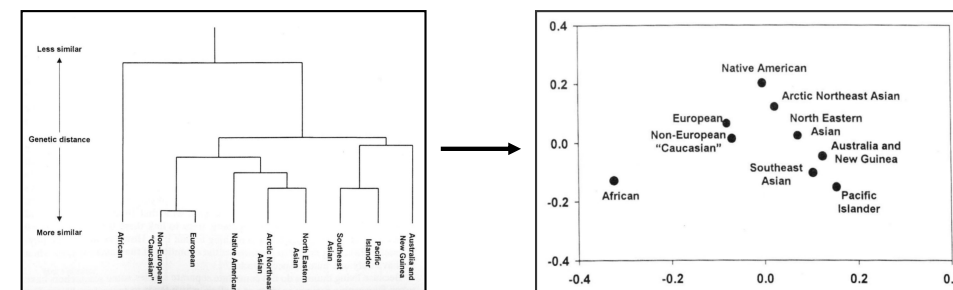 Less similar
Genetic distance
More similar
African
Non-European
"Caucasian"
European
Native American
Arctic Northeast
Asian
North Eastern
Asian
Southeast
Asian
Pacific
Islander
Australia and
New Guinea
0.4
0.2
0.0
-0.2
-0.4
Native American
Arctic Northeast Asian
European
North Eastern
Asian
Non-European
"Caucasian"
Australia and
New Guinea
Southeast
Asian
African
Pacific
Islander
-0.4
-0.2
0.0
0.2